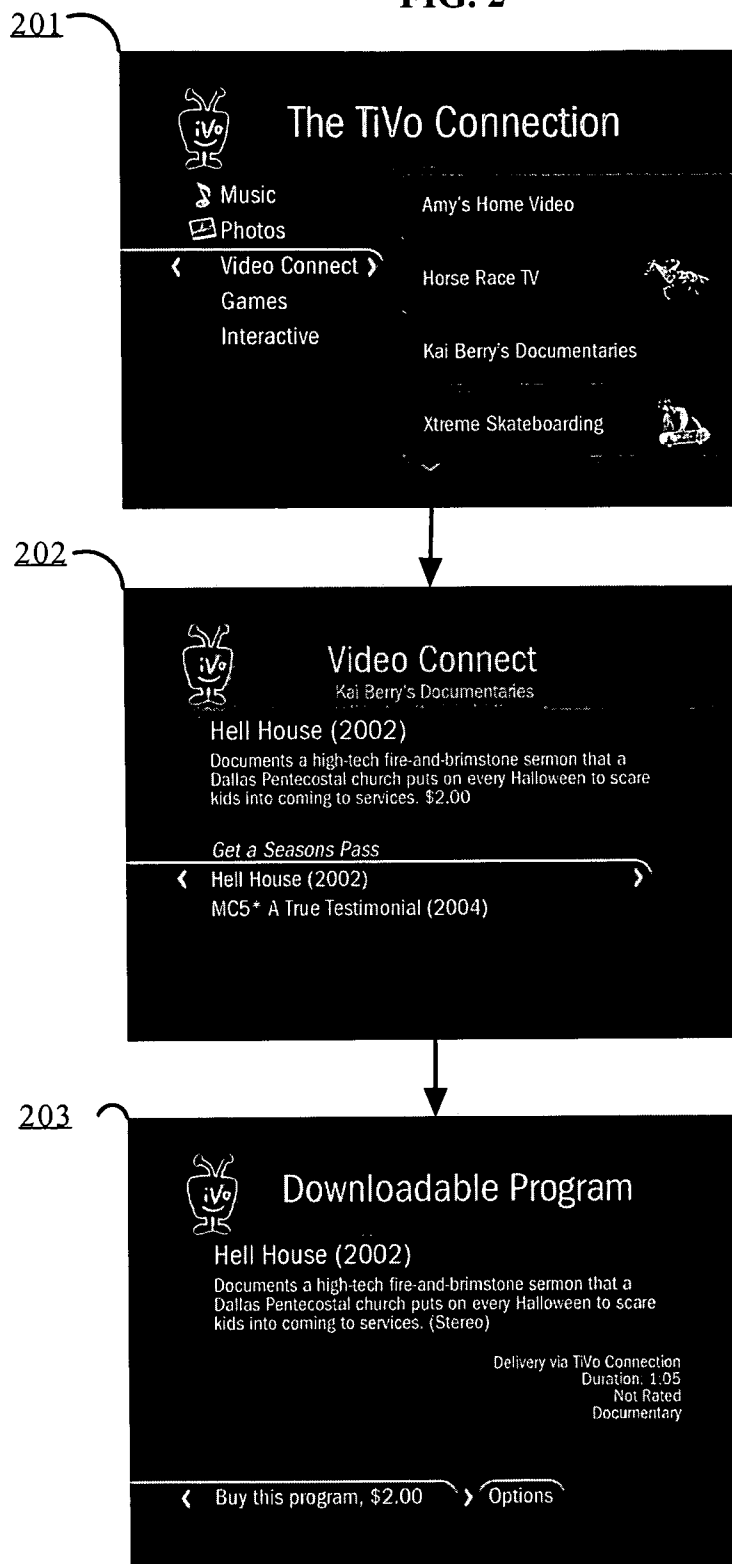 FIG. 2
201
TiVo
The TiVo Connection
Music
Photos
Video Connect
Games
Interactive
Amy's Home Video
Horse Race TV
Kai Berry's Documentaries
Xtreme Skateboarding
202
TiVo
Video Connect
Kai Berry's Documentaries
Hell House (2002)
Documents a high-tech fire-and-brimstone sermon that a
Dallas Pentecostal church puts on every Halloween to scare
kids into coming to services. $2.00
Get a Seasons Pass
Hell House (2002)
MC5* A True Testimonial (2004)
203
TiVo
Downloadable Program
Hell House (2002)
Documents a high-tech fire-and-brimstone sermon that a
Dallas Pentecostal church puts on every Halloween to scare
kids into coming to services. (Stereo)
Delivery via TiVo Connection
Duration: 1:05
Not Rated
Documentary
Buy this program, $2.00
Options